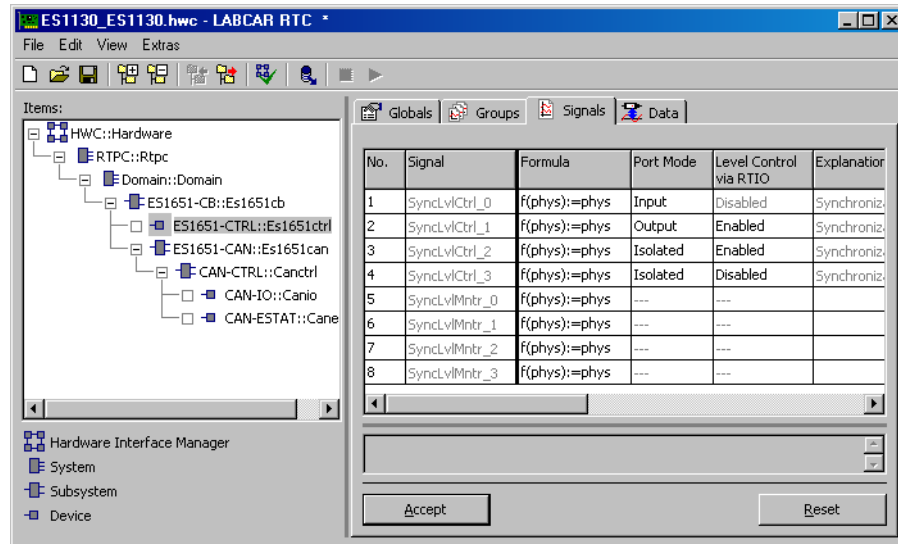 ES1130_ES1130.hwc - LABCAR RTC *
File Edit View Extras
Items:
HWC::Hardware
RTPC::Rtpc
Domain::Domain
ES1651-CB::Es1651cb
ES1651-CTRL::Es1651ctrl
ES1651-CAN::Es1651can
CAN-CTRL::Canctrl
CAN-IO::Canio
CAN-ESTAT::Cane
Hardware Interface Manager
System
Subsystem
Device
Globals Groups Signals Data
No. Signal Formula Port Mode Level Control via RTIO Explanation
1 SyncLvlCtrl_0 f(phys):=phys Input Disabled Synchroniz
2 SyncLvlCtrl_1 f(phys):=phys Output Enabled Synchroniz
3 SyncLvlCtrl_2 f(phys):=phys Isolated Enabled Synchroniz
4 SyncLvlCtrl_3 f(phys):=phys Isolated Disabled Synchroniz
5 SyncLvlMntr_0 f(phys):=phys --- ---
6 SyncLvlMntr_1 f(phys):=phys --- ---
7 SyncLvlMntr_2 f(phys):=phys --- ---
8 SyncLvlMntr_3 f(phys):=phys --- ---
Accept Reset